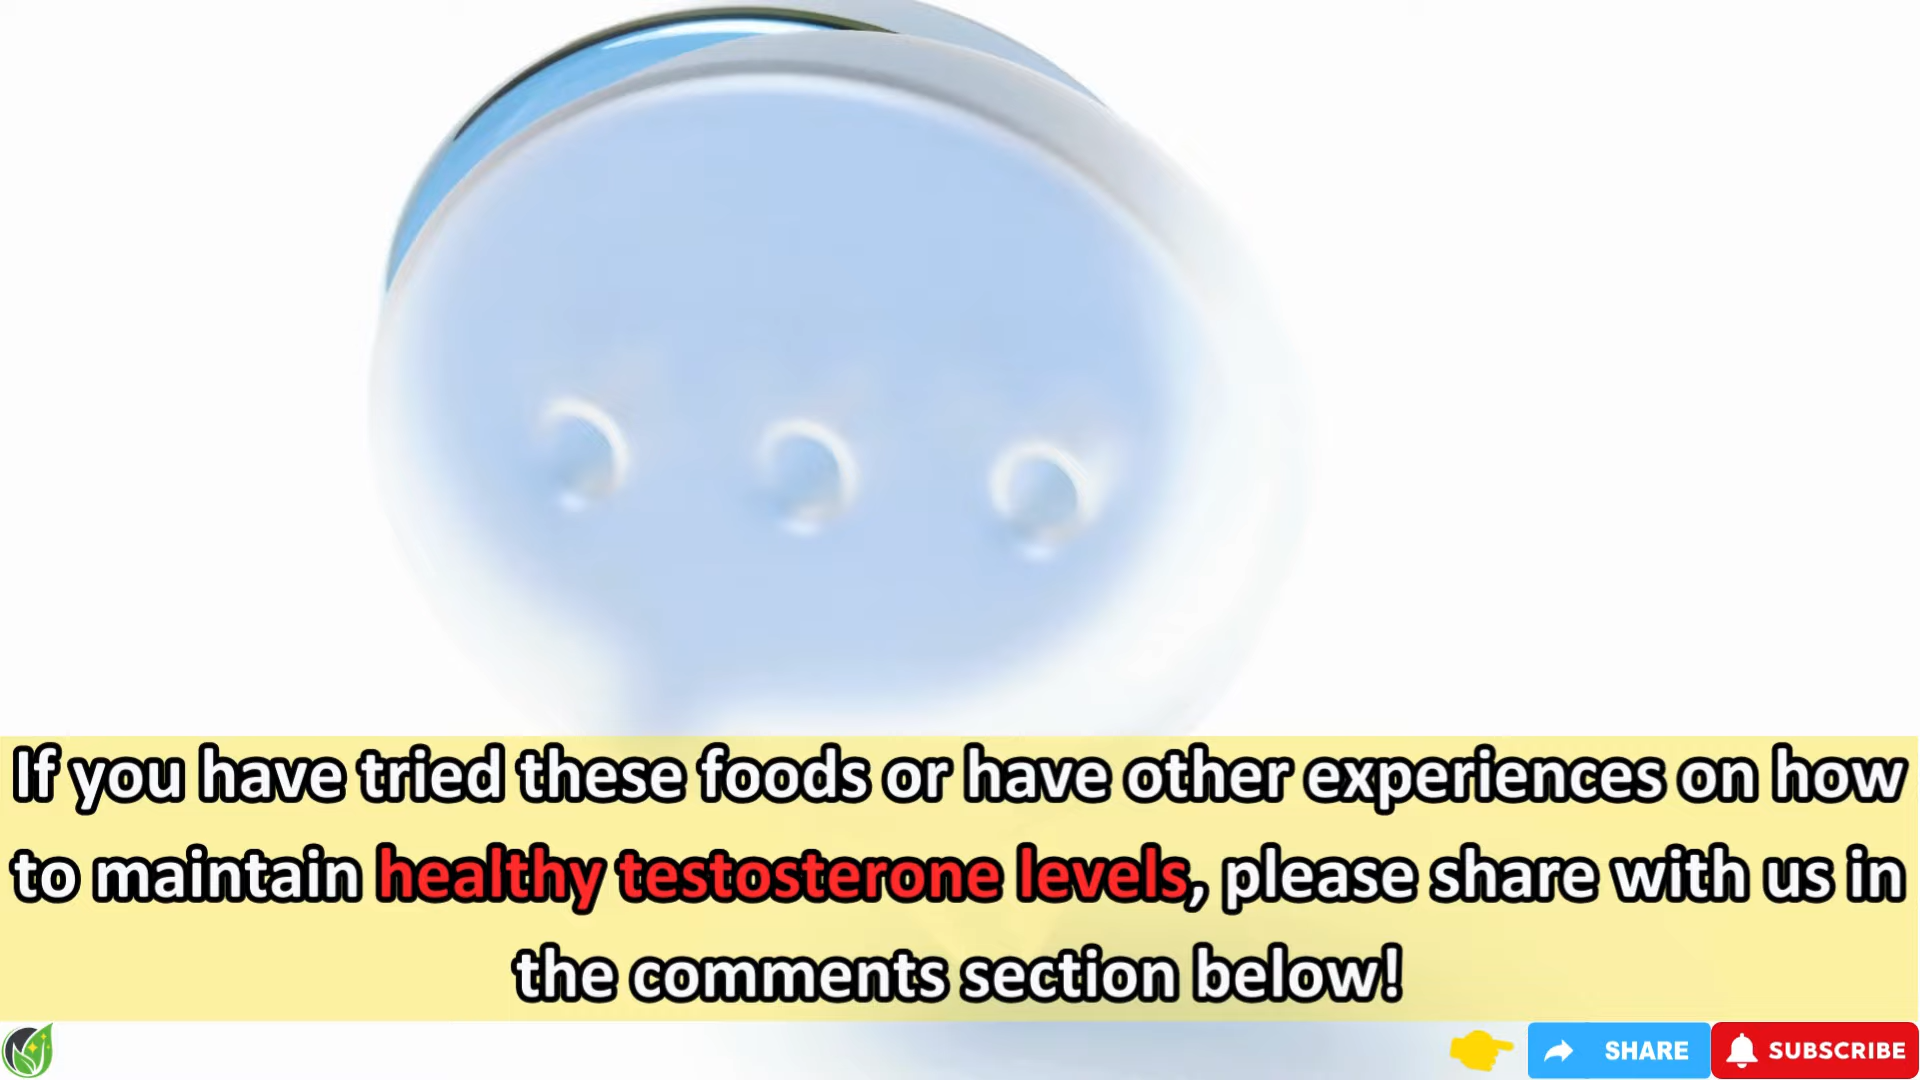 If you have tried these foods or have other experiences on how
to maintain healthy testosterone levels, please share with us in
the comments section below!
SHARE
SUBSCRIBE